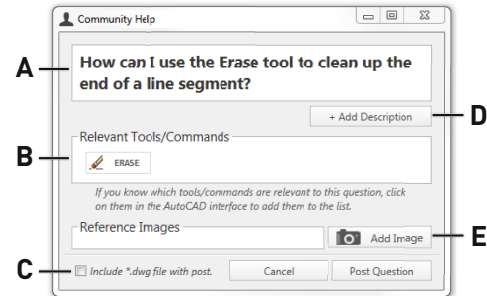 Community Help
A
How can I use the Erase tool to clean up the
end of a line segment?
+ Add Description
D
Relevant Tools/Commands
B
ERASE
If you know which tools/commands are relevant to this question, click
on them in the AutoCAD interface to add them to the list.
Reference Images
Add Image
E
C
Include *.dwg file with post.
Cancel
Post Question